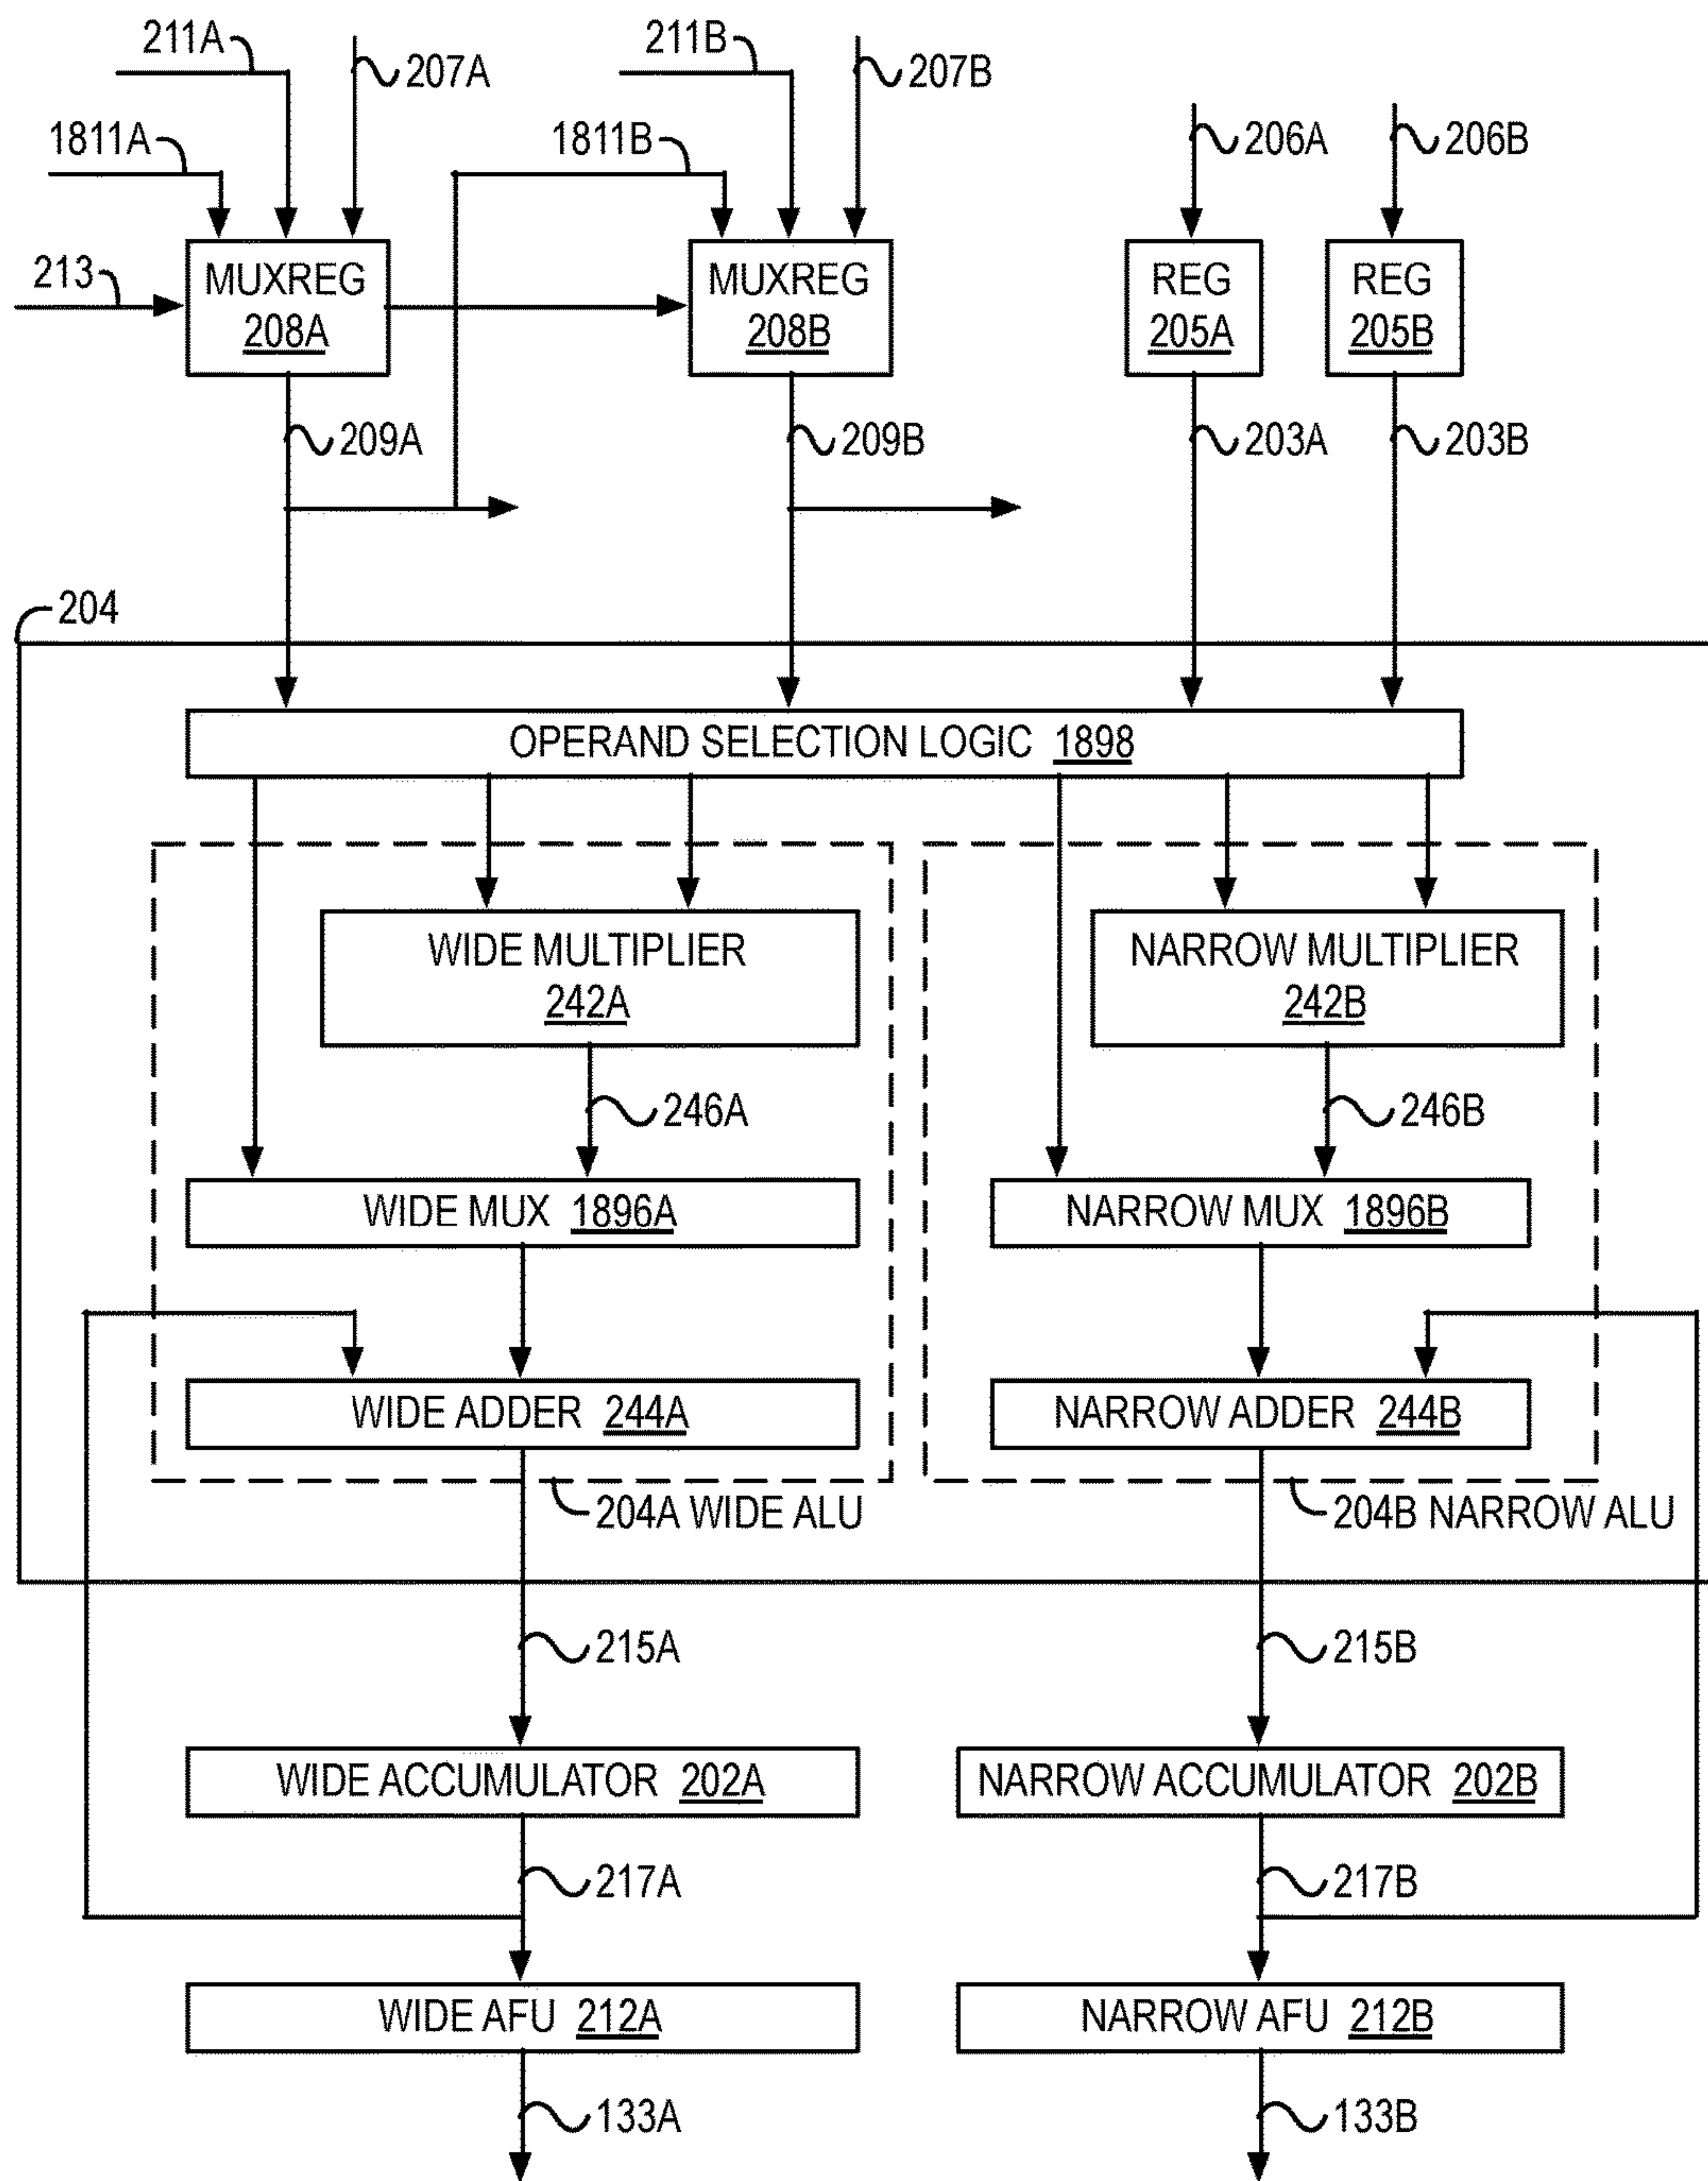 211A
207A
211B
207B
1811A
1811B
206A
206B
213
MUXREG
208A
MUXREG
208B
REG
205A
REG
205B
209A
209B
203A
203B
204
OPERAND SELECTION LOGIC 1898
WIDE MULTIPLIER
242A
NARROW MULTIPLIER
242B
246A
246B
WIDE MUX 1896A
NARROW MUX 1896B
WIDE ADDER 244A
NARROW ADDER 244B
204A WIDE ALU
204B NARROW ALU
215A
215B
WIDE ACCUMULATOR 202A
NARROW ACCUMULATOR 202B
217A
217B
WIDE AFU 212A
NARROW AFU 212B
133A
133B